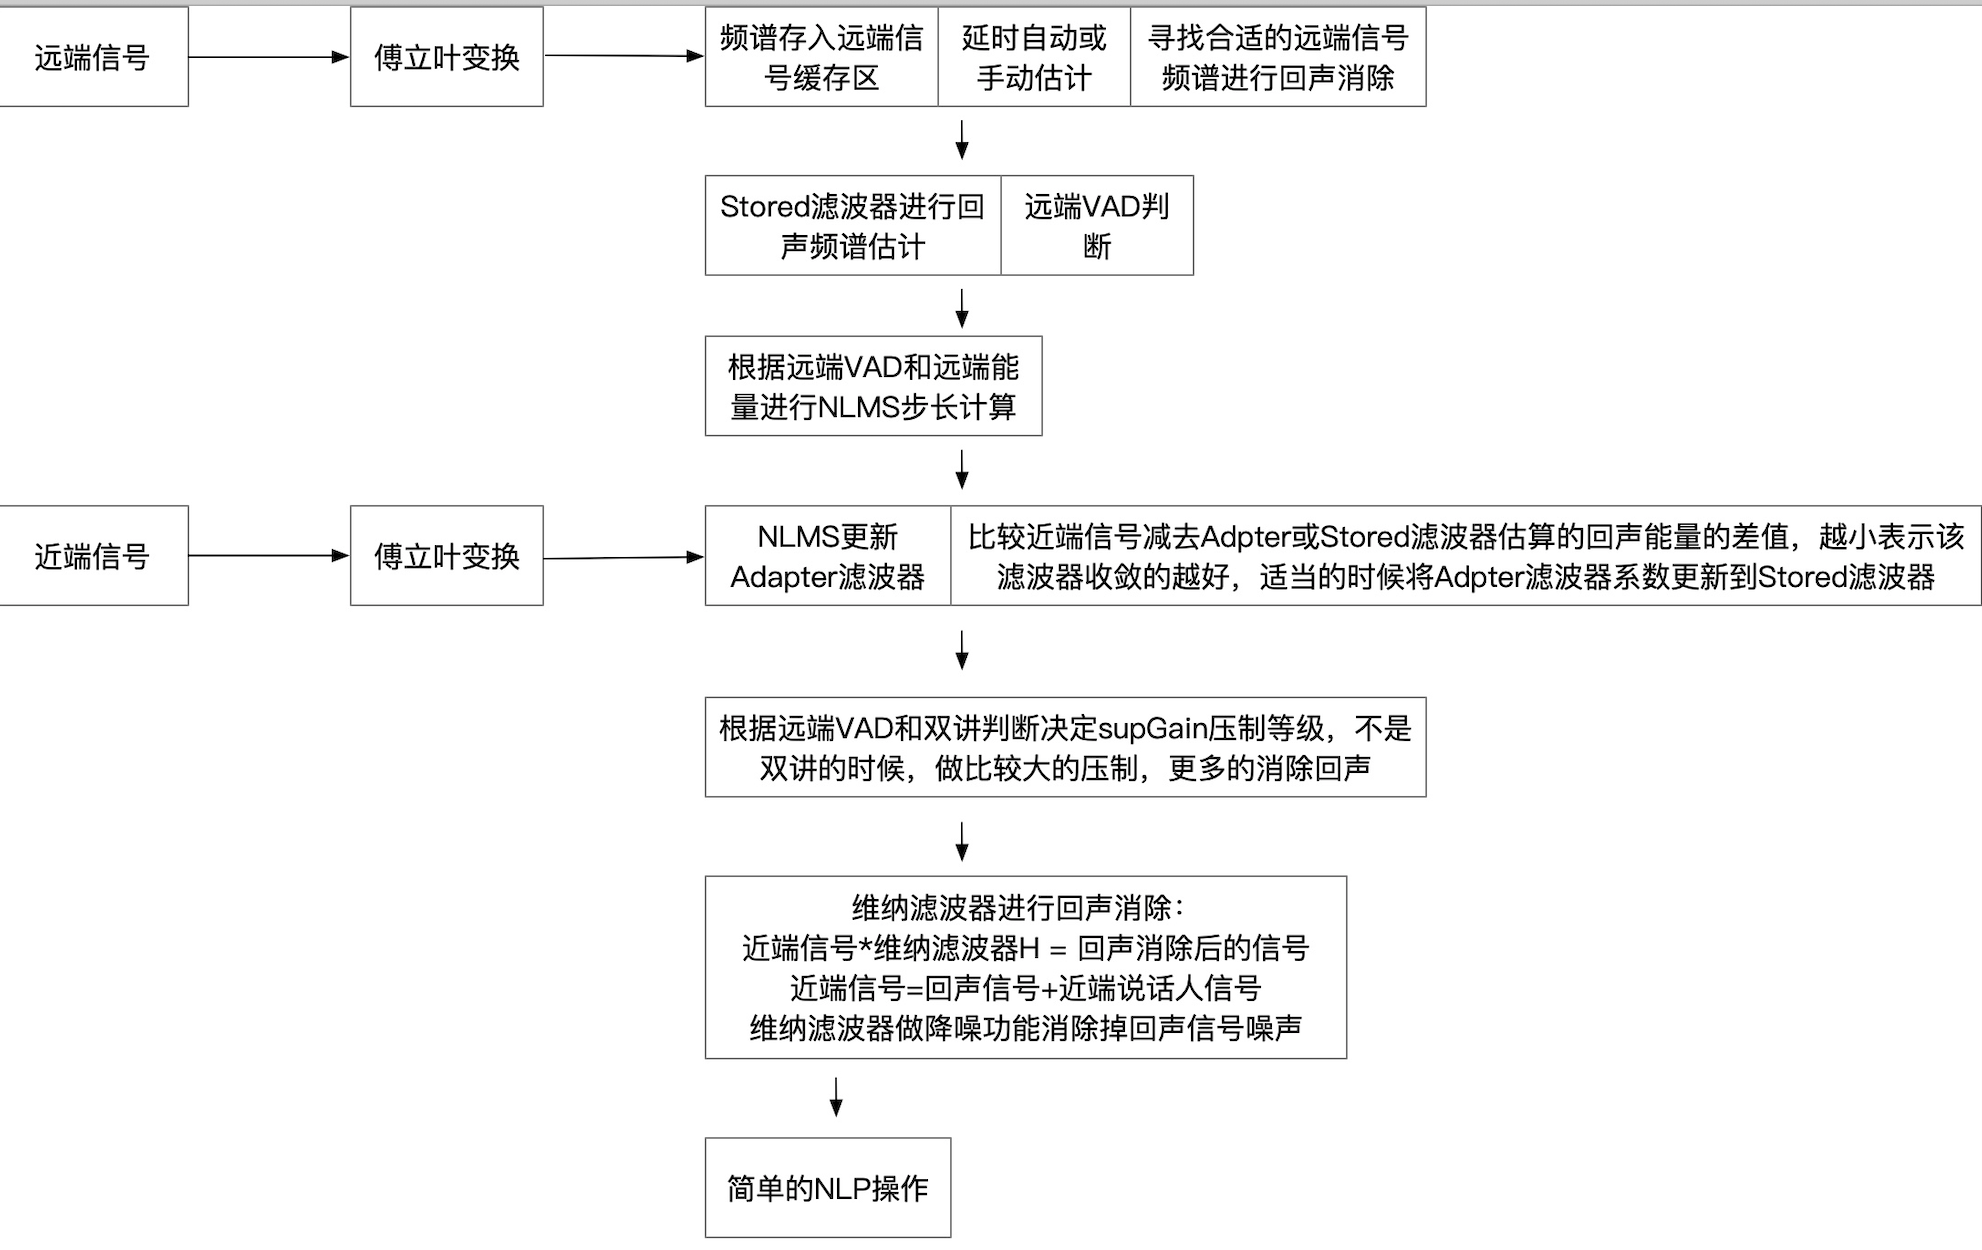 远端信号
傅立叶变换
频谱存入远端信
号缓存区
延时自动或
手动估计
寻找合适的远端信号
频谱进行回声消除
Stored滤波器进行回
声频谱估计
远端VAD判
断
根据远端VAD和远端能
量进行NLMS步长计算
近端信号
傅立叶变换
NLMS更新
Adapter滤波器
比较近端信号减去Adpter或Stored滤波器估算的回声能量的差值，越小表示该
滤波器收敛的越好，适当的时候将Adpter滤波器系数更新到Stored滤波器
根据远端VAD和双讲判断决定supGain压制等级，不是
双讲的时候，做比较大的压制，更多的消除回声
维纳滤波器进行回声消除：
近端信号*维纳滤波器H = 回声消除后的信号
近端信号=回声信号+近端说话人信号
维纳滤波器做降噪功能消除掉回声信号噪声
简单的NLP操作